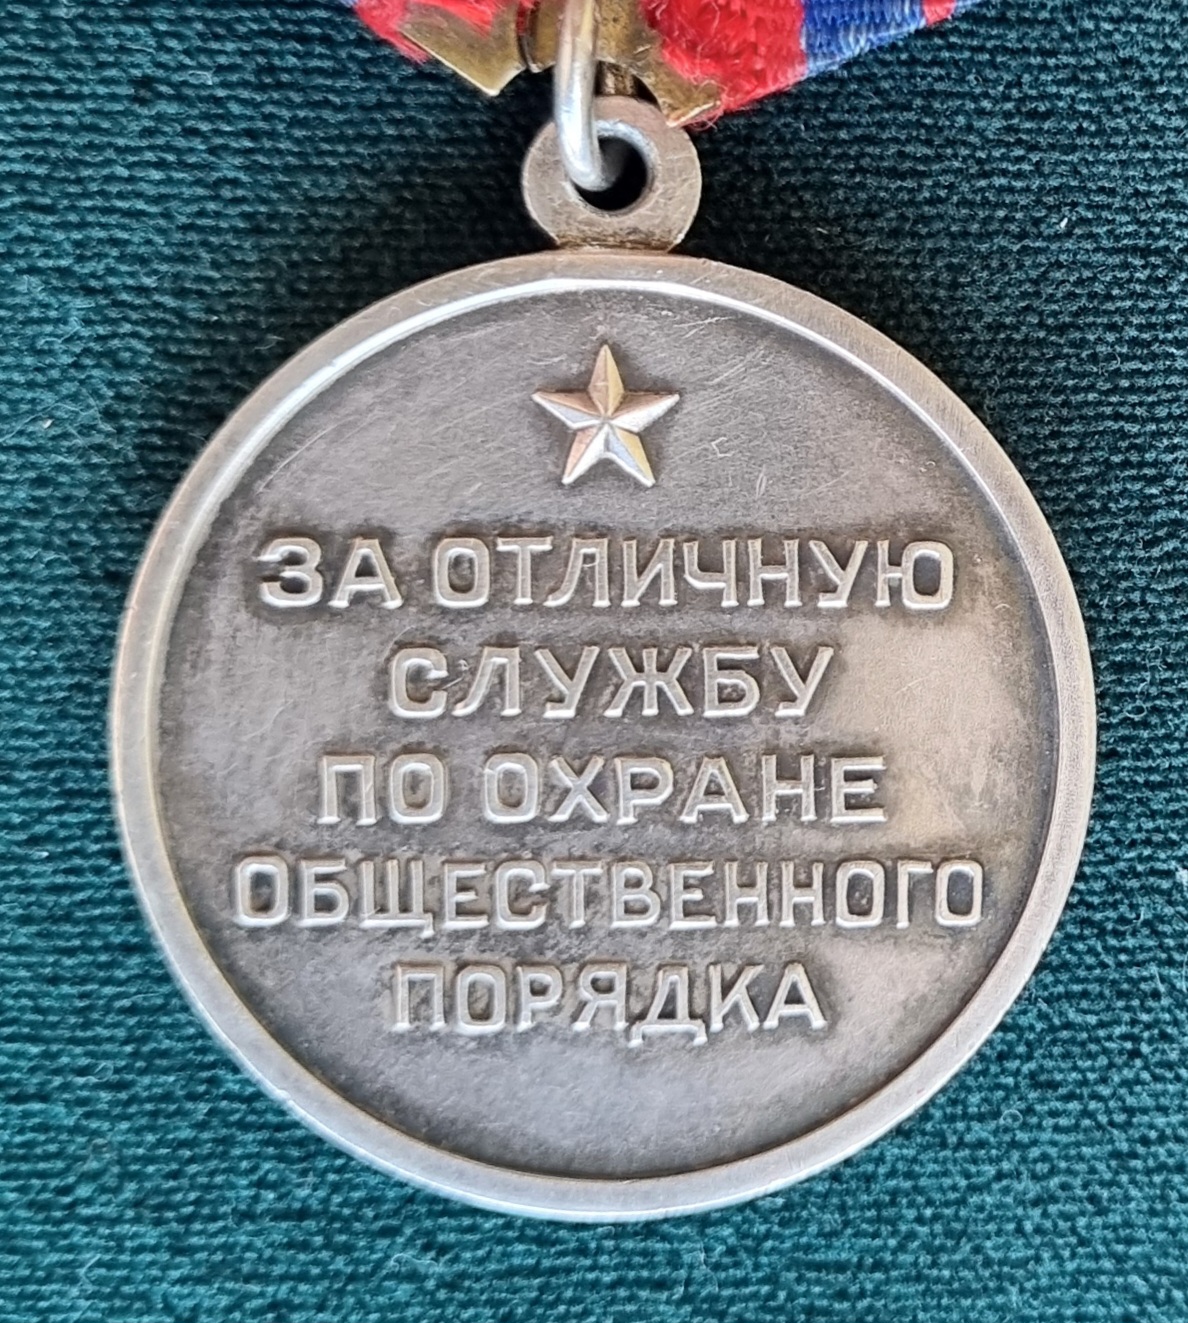 ЗА ОТЛИЧНУЮ
СЛУЖБУ
ПО ОХРАНЕ
ОБЩЕСТВЕННОГО
ПОРЯДКА